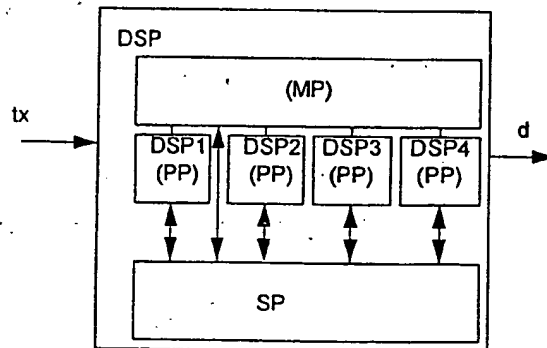 DSP
(MP)
tx
d
DSP1 DSP2 DSP3 DSP4
(PP) (PP) (PP) (PP)
SP